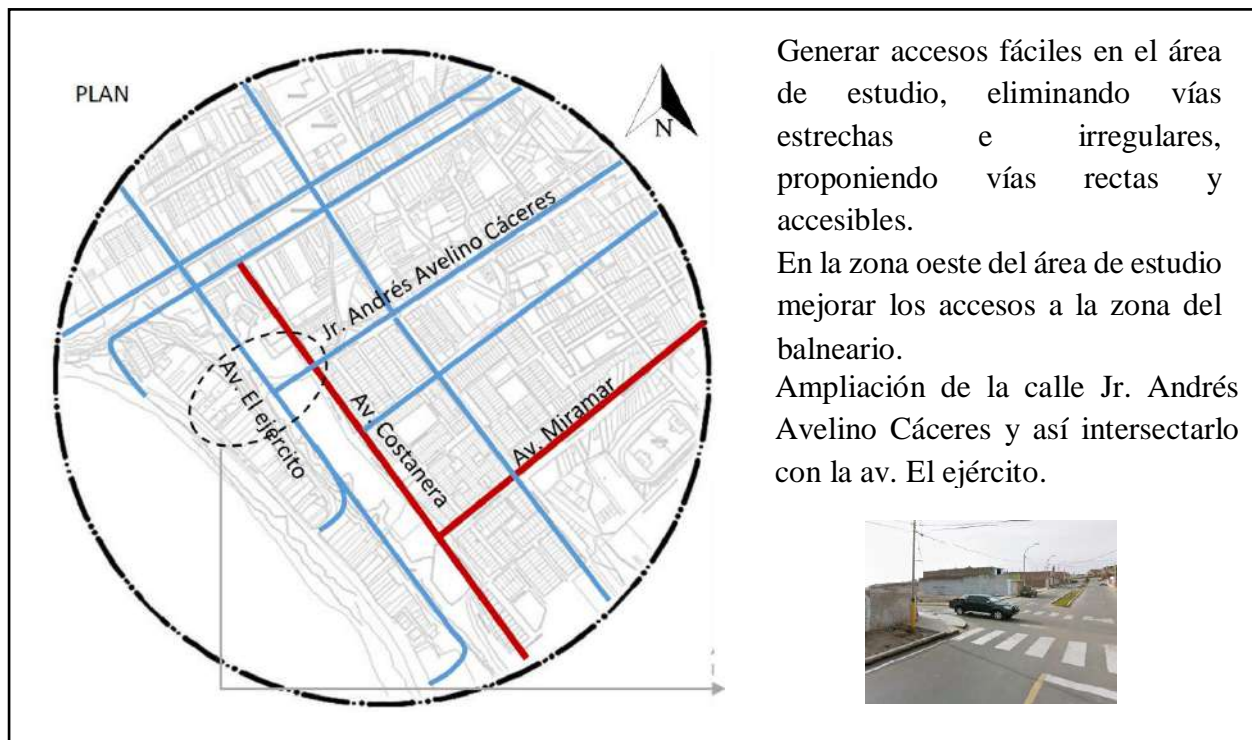 PLAN
N
Jr. Andrés Avelino Cáceres
Av. El ejército
Av. Costanera
Av. Miramar
Generar accesos fáciles en el área
de estudio, eliminando vías
estrechas e irregulares,
proponiendo vías rectas y
accesibles.
En la zona oeste del área de estudio
mejorar los accesos a la zona del
balneario.
Ampliación de la calle Jr. Andrés
Avelino Cáceres y así intersectarlo
con la av. El ejército.